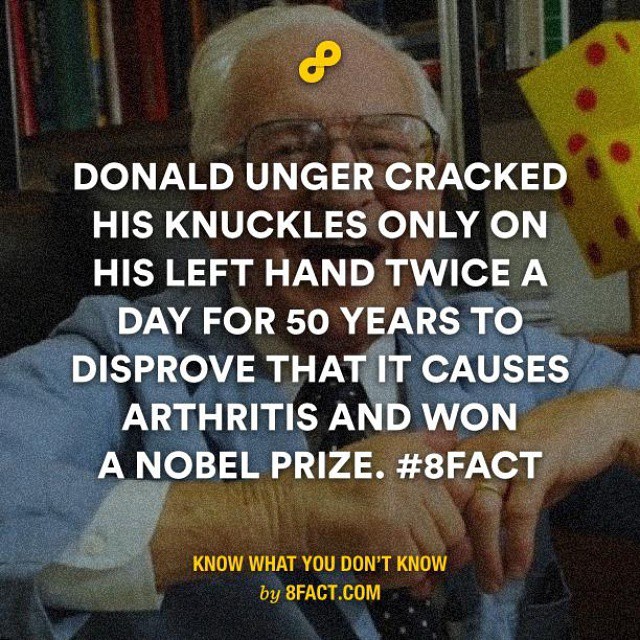 DONALD UNGER CRACKED
HIS KNUCKLES ONLY ON
HIS LEFT HAND TWICE A
DAY FOR 50 YEARS TO
DISPROVE THAT IT CAUSES
ARTHRITIS AND WON
A NOBEL PRIZE. #8FACT
KNOW WHAT YOU DON'T KNOW
by 8FACT.COM